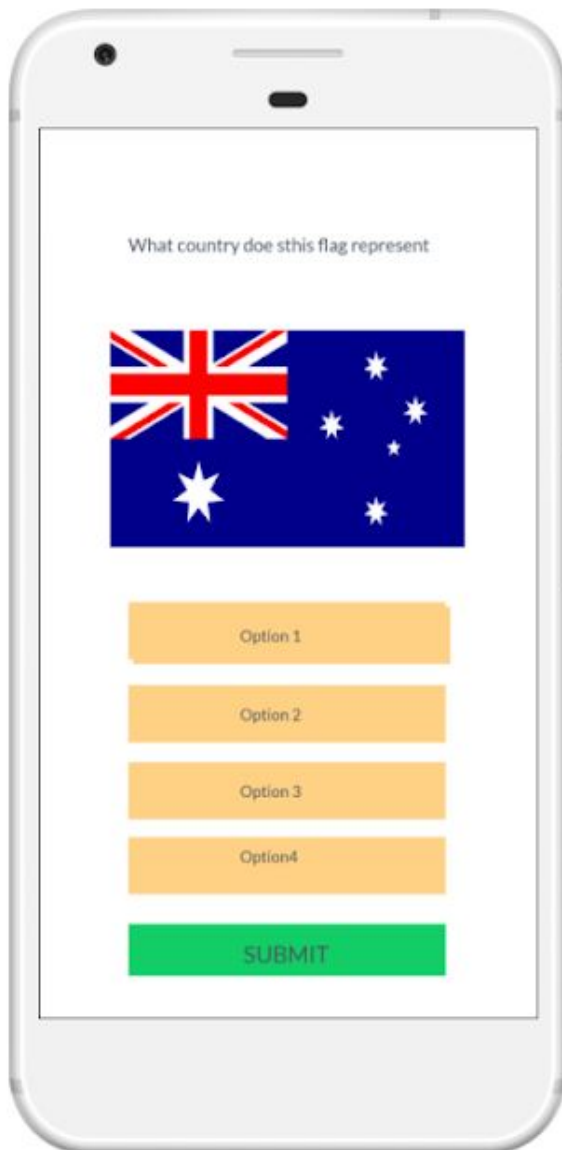 What country doe sthis flag represent
Option 1
Option 2
Option 3
Option4
SUBMIT